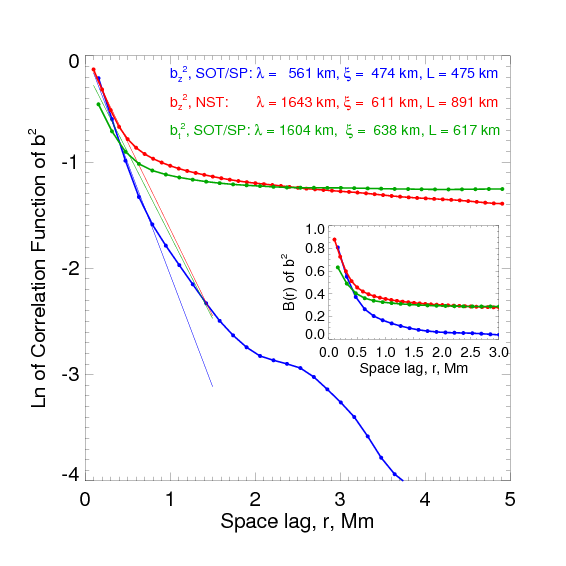 b_z^2, SOT/SP: λ = 561 km, ξ = 474 km, L = 475 km
b_z^2, NST: λ = 1643 km, ξ = 611 km, L = 891 km
b_t^2, SOT/SP: λ = 1604 km, ξ = 638 km, L = 617 km
Ln of Correlation Function of b²
0
-1
-2
-3
-4
0 1 2 3 4 5
Space lag, r, Mm
B(r) of b²
1.0
0.8
0.6
0.4
0.2
0.0
0.0 0.5 1.0 1.5 2.0 2.5 3.0
Space lag, r, Mm